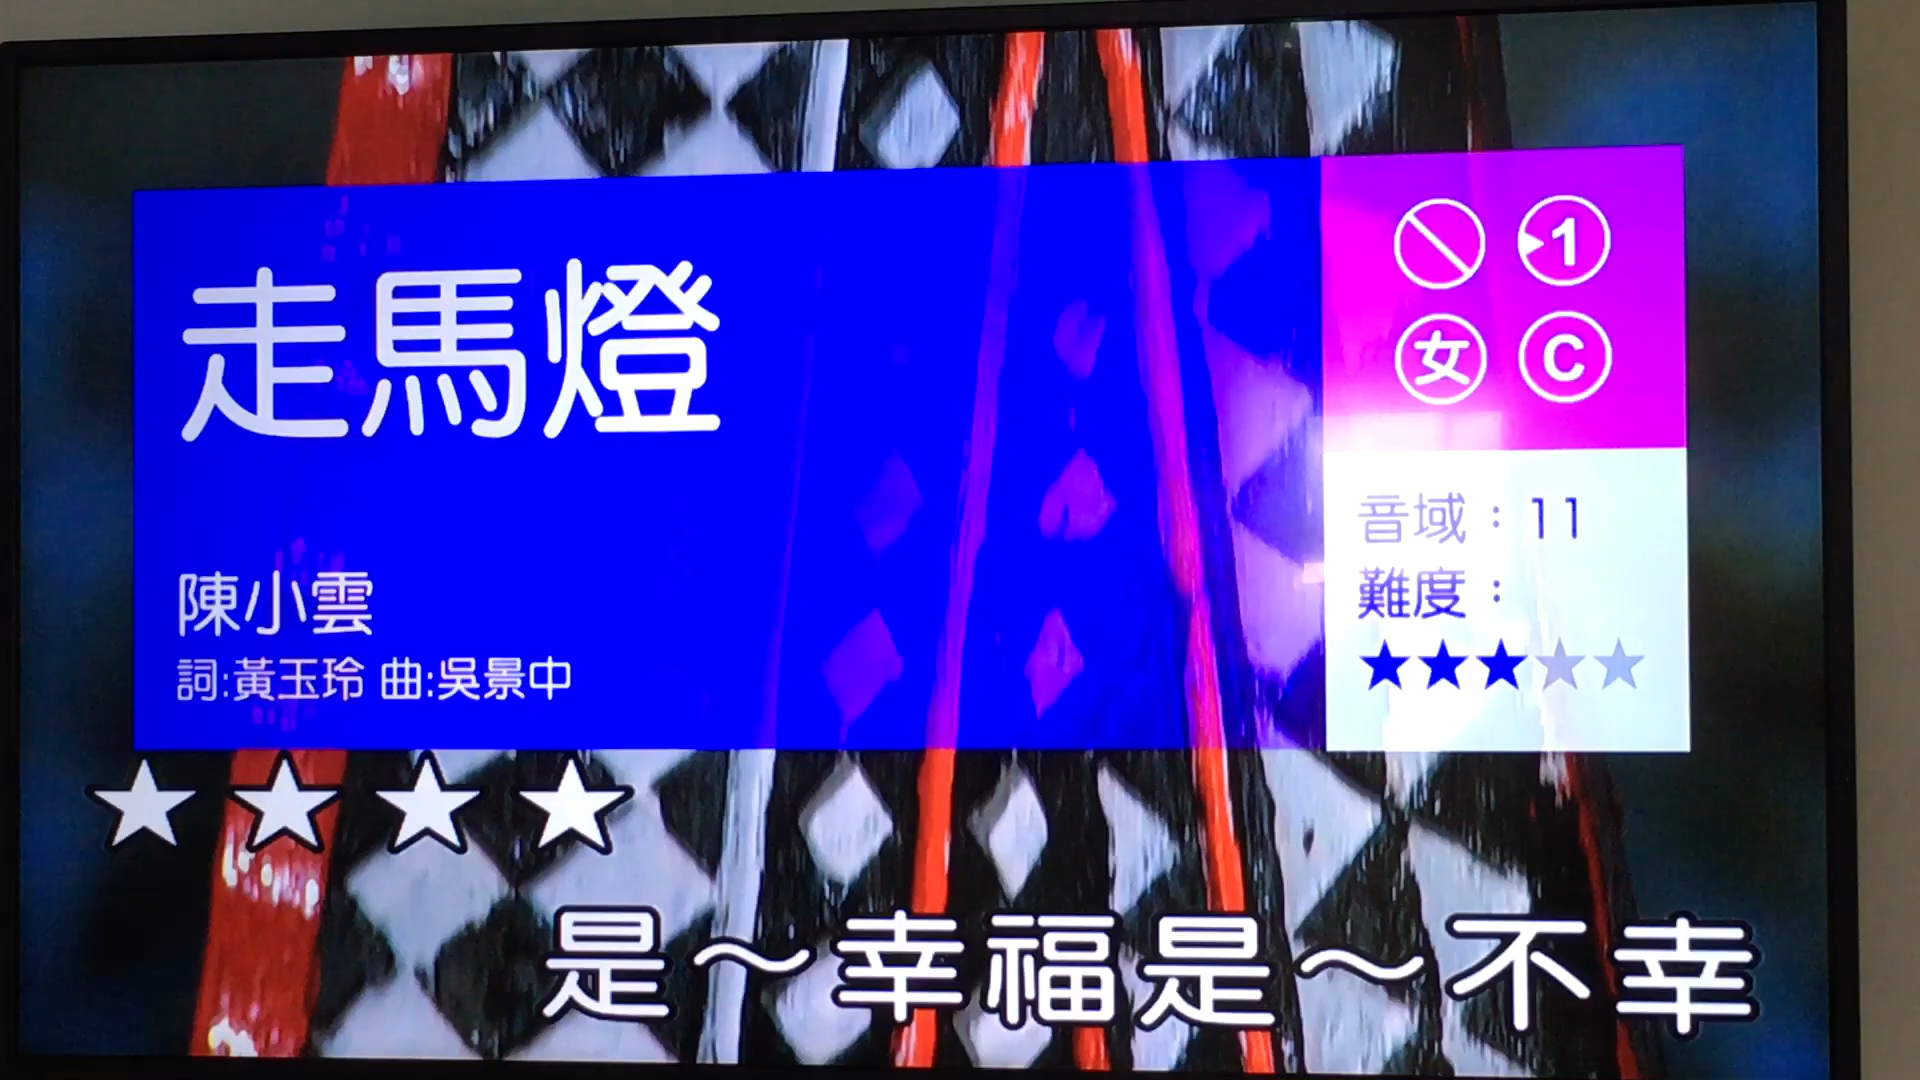 走馬燈
陳小雲
詞:黃玉玲 曲:吳景中
1
女 C
音域：11
難度：
★★★★★
★ ★ ★ ★
是～幸福是～不幸